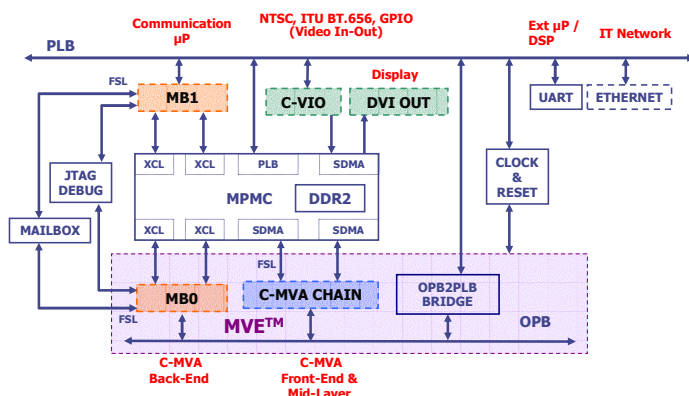 Communication
µP
NTSC, ITU BT.656, GPIO
(Video In-Out)
Ext µP /
DSP
IT Network
PLB
FSL
Display
MB1
C-VIO
DVI OUT
UART
ETHERNET
XCL
XCL
PLB
SDMA
JTAG
DEBUG
MPMC
DDR2
CLOCK
&
RESET
MAILBOX
XCL
XCL
SDMA
SDMA
FSL
MB0
C-MVA CHAIN
OPB2PLB
BRIDGE
FSL
MVE™
OPB
C-MVA
Back-End
C-MVA
Front-End &
Mid-Layer